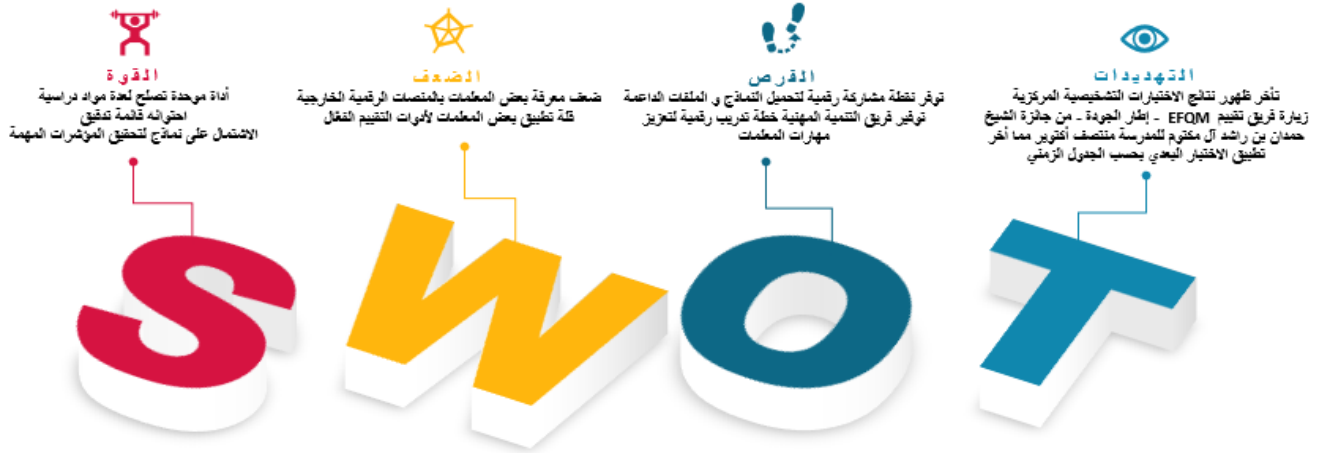 القوة
أداة موحدة تصلح لعدة مواد دراسية
احتوائه قائمة تدقيق
الاشتمال على نماذج لتحقيق المؤشرات المهمة
الضعف
ضعف معرفة بعض المعلمات بالمتصات الرقمية الخارجية
قلة تطبيق بعض المعلمات لأدوات التقييم الفعّال
الفرص
توفر نقطة مشاركة رقمية لتحميل النماذج و الملفات الداعمة
توفير فريق التنمية المهنية خطة تدريب رقمية لتعزيز
مهارات المعلمات
التهديدات
تأخر ظهور نتائج الاختبارات التشخيصية المركزية
زيارة فريق تقييم EFQM - إطار الجودة - من جائزة الشيخ
حمدان بن راشد آل مكتوم للمدرسة منتصف أكتوبر مما أخر
تطبيق الاختبار البعدي بحسب الجدول الزمني
S W O T